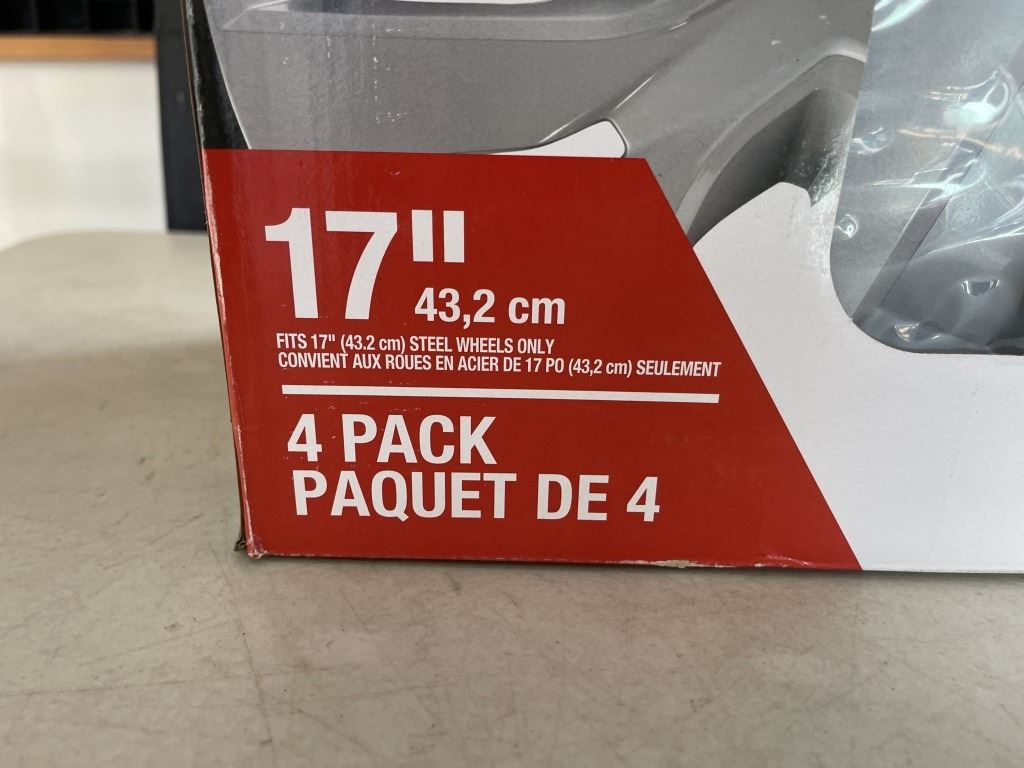 17"
43,2 cm
FITS 17" (43.2 cm) STEEL WHEELS ONLY
CONVIENT AUX ROUES EN ACIER DE 17 PO (43,2 cm) SEULEMENT
4 PACK
PAQUET DE 4